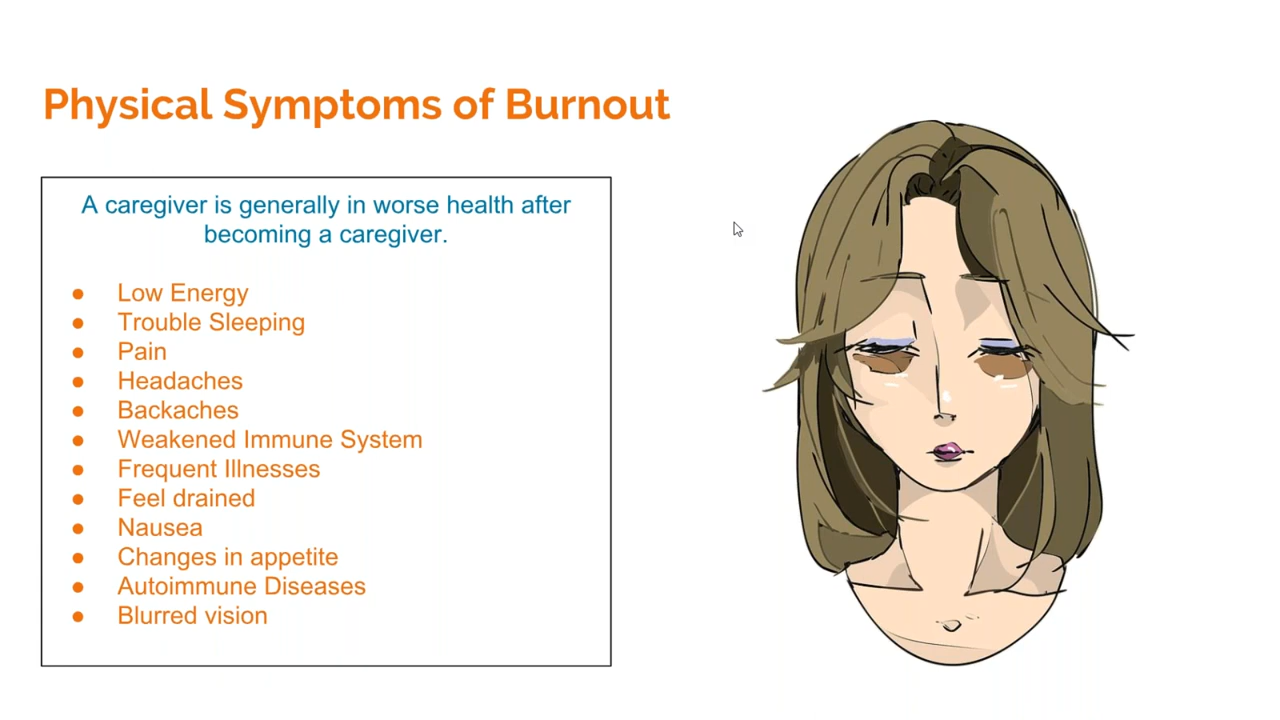 Physical Symptoms of Burnout
A caregiver is generally in worse health after
becoming a caregiver.
● Low Energy
● Trouble Sleeping
● Pain
● Headaches
● Backaches
● Weakened Immune System
● Frequent Illnesses
● Feel drained
● Nausea
● Changes in appetite
● Autoimmune Diseases
● Blurred vision